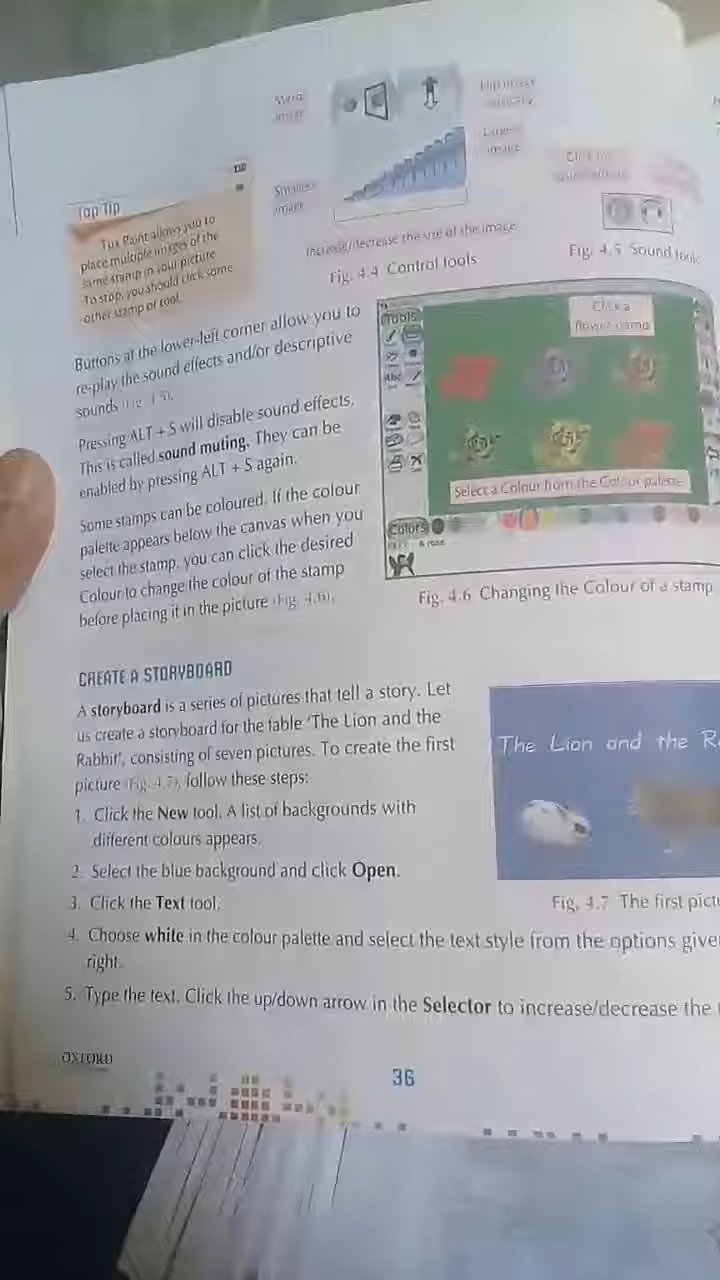 Mirror
image
Flip image
vertically
Largest
image
Smallest
image
Increase/decrease the size of the image
Fig. 4.4 Control tools
Click for
Fig. 4.5 Sound tools
Top Tip
Tux Paint allows you to
place multiple images of the
same stamp in your picture
To stop, you should click some
other stamp or tool.
Buttons at the lower-left corner allow you to
re-play the sound effects and/or descriptive
sounds (Fig. 4.5).
Pressing ALT + S will disable sound effects.
This is called sound muting. They can be
enabled by pressing ALT + S again.
Some stamps can be coloured. If the colour
palette appears below the canvas when you
select the stamp, you can click the desired
Colour to change the colour of the stamp
before placing it in the picture (Fig. 4.6).
Tools
Click a
flower
Abc
Select a Colour from the Colour palette
Colors
A rose.
Fig. 4.6 Changing the Colour of a stamp
CREATE A STORYBOARD
A storyboard is a series of pictures that tell a story. Let
us create a storyboard for the fable 'The Lion and the
Rabbit', consisting of seven pictures. To create the first
picture (Fig. 4.7), follow these steps:
1. Click the New tool. A list of backgrounds with
different colours appears.
2. Select the blue background and click Open.
3. Click the Text tool.
4. Choose white in the colour palette and select the text style from the options give
right.
5. Type the text. Click the up/down arrow in the Selector to increase/decrease the
The Lion and the R
Fig. 4.7 The first pict
OXFORD
36